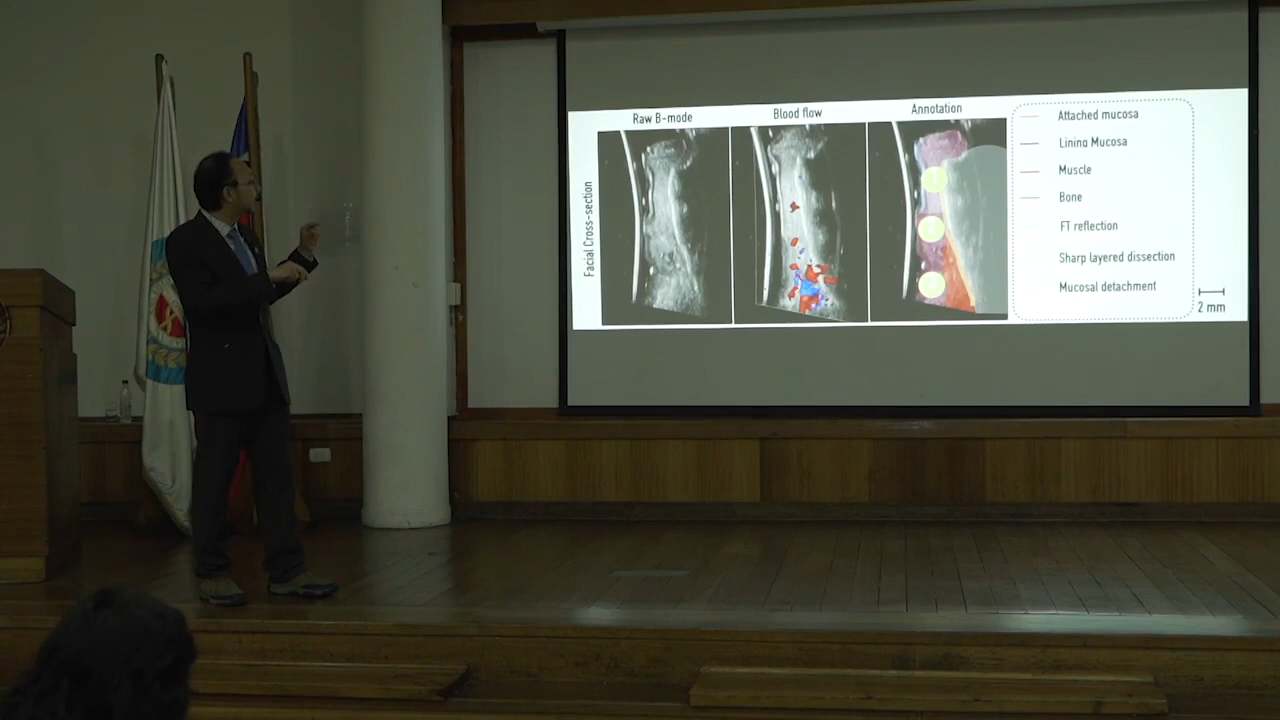 Raw B-mode
Blood flow
Annotation
Facial Cross-section
Attached mucosa
Lining Mucosa
Muscle
Bone
FT reflection
Sharp layered dissection
Mucosal detachment
2 mm